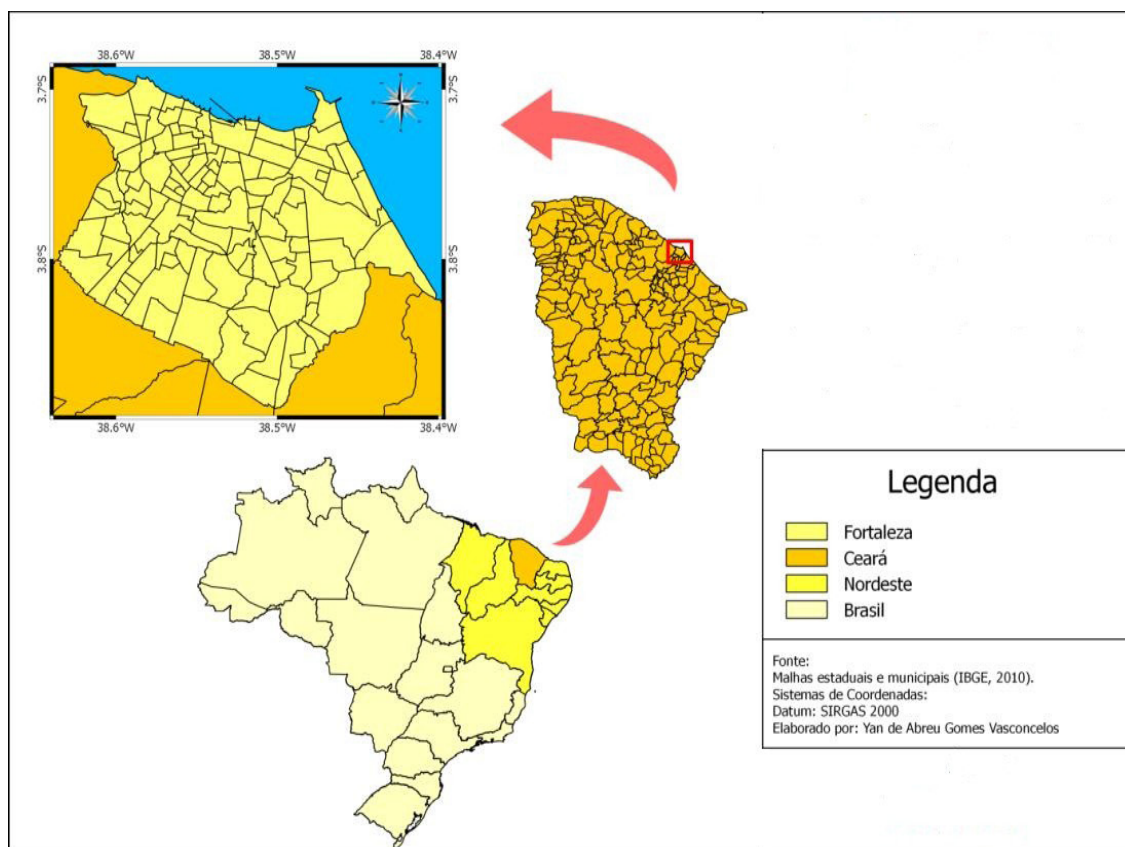 38.6°W
38.5°W
38.4°W
3.7°S
3.7°S
3.8°S
3.8°S
38.6°W
38.5°W
38.4°W
Legenda
Fortaleza
Ceará
Nordeste
Brasil
Fonte:
Malhas estaduais e municipais (IBGE, 2010).
Sistemas de Coordenadas:
Datum: SIRGAS 2000
Elaborado por: Yan de Abreu Gomes Vasconcelos